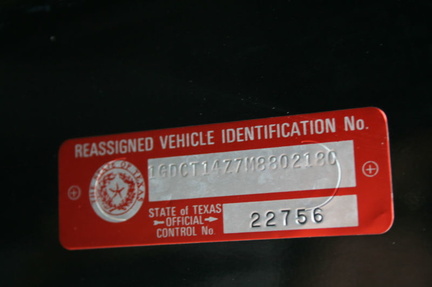 REASSIGNED VEHICLE IDENTIFICATION No.
1GDCT14Z7M8802180
STATE of TEXAS
OFFICIAL
CONTROL No.
22756